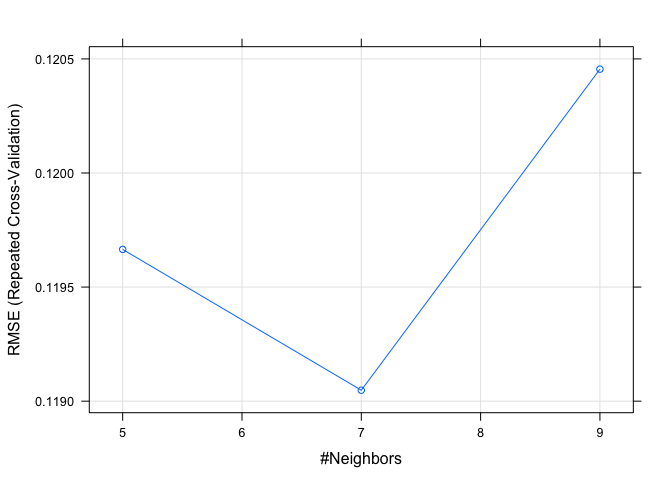 0.1205
0.1200
0.1195
0.1190
RMSE (Repeated Cross-Validation)
5 6 7 8 9
#Neighbors